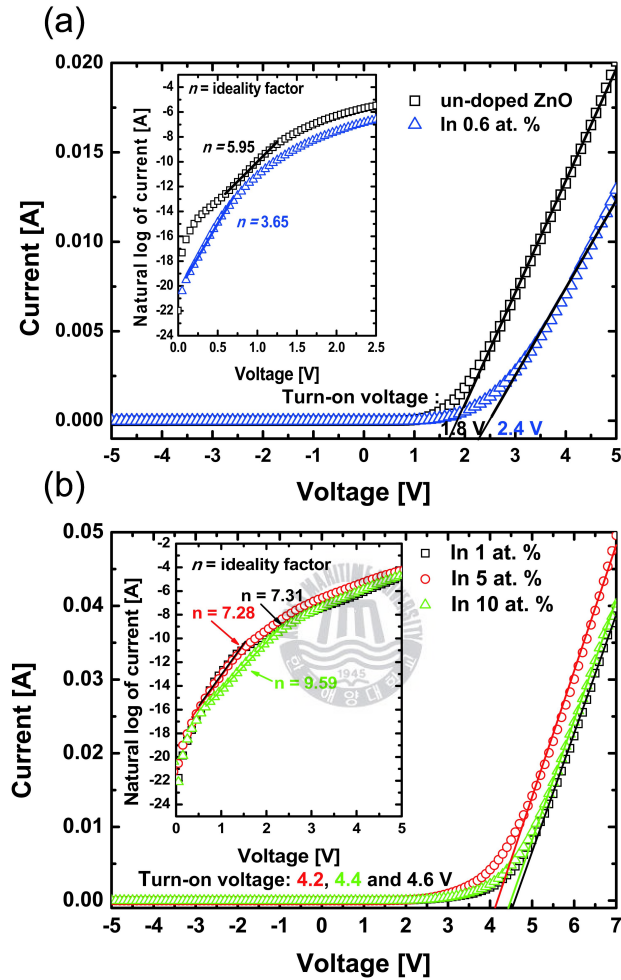 (a)
0.020
0.015
0.010
0.005
0.000
Current [A]
-5 -4 -3 -2 -1 0 1 2 3 4 5
Voltage [V]
un-doped ZnO
In 0.6 at. %
Turn-on voltage :
1.8 V 2.4 V
n = ideality factor
n = 5.95
n = 3.65
Natural log of current [A]
-4
-6
-8
-10
-12
-14
-16
-18
-20
-22
-24
0.0 0.5 1.0 1.5 2.0 2.5
Voltage [V]
(b)
0.05
0.04
0.03
0.02
0.01
0.00
Current [A]
-5 -4 -3 -2 -1 0 1 2 3 4 5 6 7
Voltage [V]
In 1 at. %
In 5 at. %
In 10 at. %
Turn-on voltage: 4.2, 4.4 and 4.6 V
n = ideality factor
n = 7.31
n = 7.28
n = 9.59
Natural log of current [A]
-2
-4
-6
-8
-10
-12
-14
-16
-18
-20
-22
-24
0 1 2 3 4 5
Voltage [V]
1945